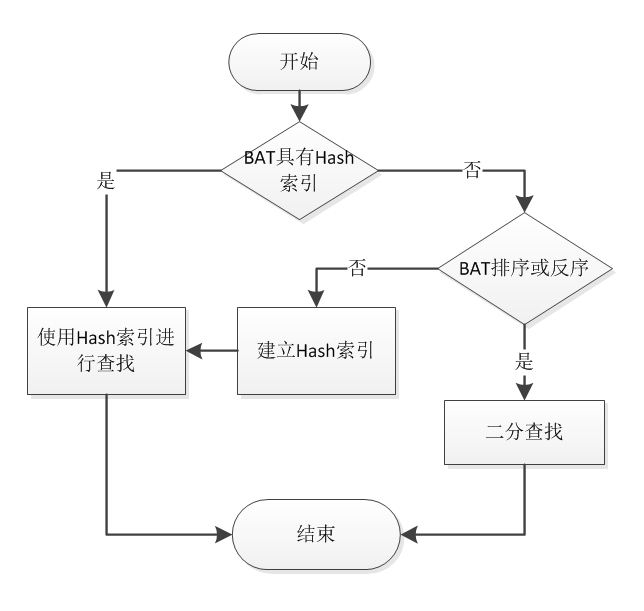 开始
BAT具有Hash
索引
是
否
BAT排序或反序
否
使用Hash索引进
行查找
建立Hash索引
是
二分查找
结束